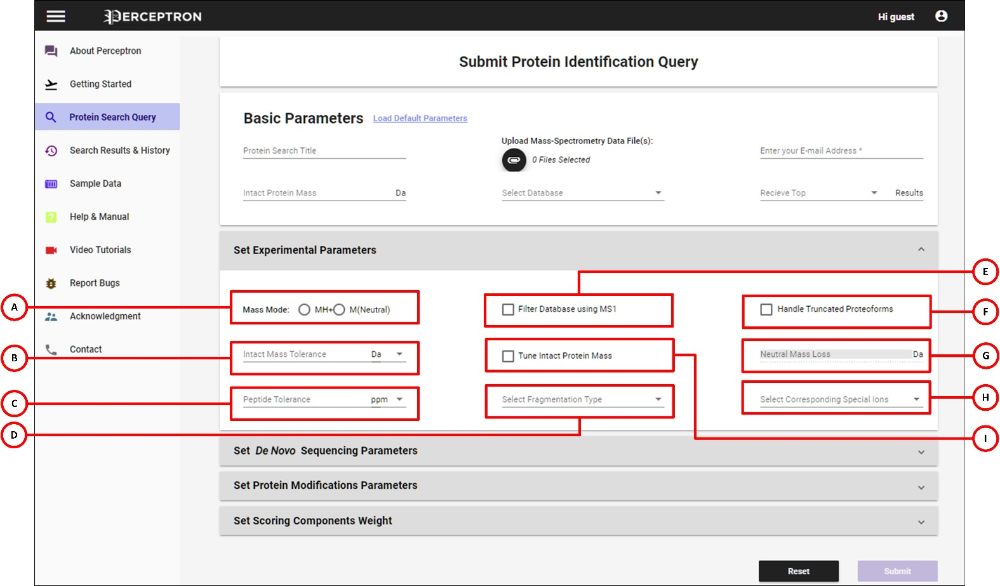 PERCEPTRON
Hi guest
About Perceptron
Getting Started
Protein Search Query
Search Results & History
Sample Data
Help & Manual
Video Tutorials
Report Bugs
Acknowledgment
Contact
Submit Protein Identification Query
Basic Parameters Load Default Parameters
Protein Search Title
Upload Mass-Spectrometry Data File(s):
0 Files Selected
Enter your E-mail Address *
Intact Protein Mass Da
Select Database
Recieve Top Results
Set Experimental Parameters
A
Mass Mode: MH+ M(Neutral)
E
Filter Database using MS1
F
Handle Truncated Proteoforms
B
Intact Mass Tolerance Da
Tune Intact Protein Mass
G
Neutral Mass Loss Da
C
Peptide Tolerance ppm
D
Select Fragmentation Type
H
Select Corresponding Special Ions
I
Set De Novo Sequencing Parameters
Set Protein Modifications Parameters
Set Scoring Components Weight
Reset
Submit